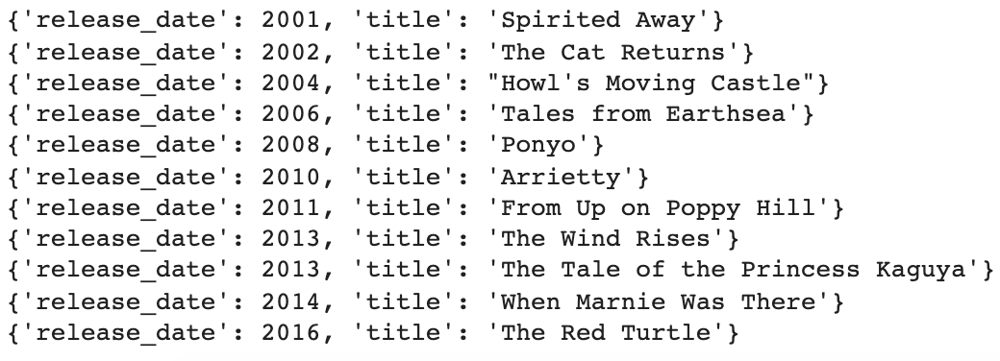 {'release_date': 2001, 'title': 'Spirited Away'}
{'release_date': 2002, 'title': 'The Cat Returns'}
{'release_date': 2004, 'title': "Howl's Moving Castle"}
{'release_date': 2006, 'title': 'Tales from Earthsea'}
{'release_date': 2008, 'title': 'Ponyo'}
{'release_date': 2010, 'title': 'Arrietty'}
{'release_date': 2011, 'title': 'From Up on Poppy Hill'}
{'release_date': 2013, 'title': 'The Wind Rises'}
{'release_date': 2013, 'title': 'The Tale of the Princess Kaguya'}
{'release_date': 2014, 'title': 'When Marnie Was There'}
{'release_date': 2016, 'title': 'The Red Turtle'}